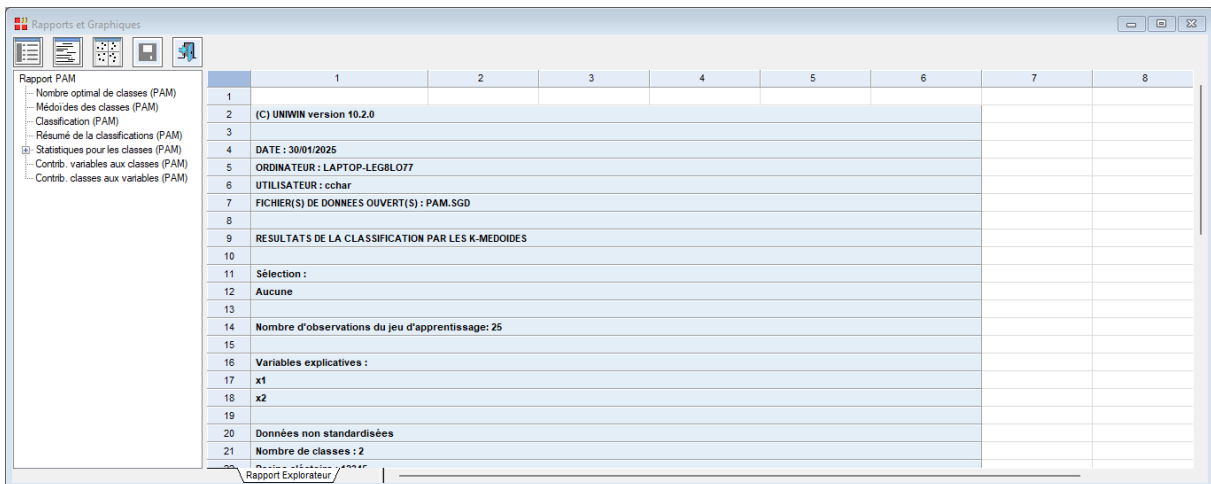 Rapports et Graphiques
Rapport PAM
Nombre optimal de classes (PAM)
Médoïdes des classes (PAM)
Classification (PAM)
Résumé de la classifications (PAM)
Statistiques pour les classes (PAM)
Contrib. variables aux classes (PAM)
Contrib. classes aux variables (PAM)
1 2 3 4 5 6 7 8
1
2 (C) UNIWIN version 10.2.0
3
4 DATE : 30/01/2025
5 ORDINATEUR : LAPTOP-LEG8LO77
6 UTILISATEUR : cchar
7 FICHIER(S) DE DONNEES OUVERT(S) : PAM.SGD
8
9 RESULTATS DE LA CLASSIFICATION PAR LES K-MEDOIDES
10
11 Sélection :
12 Aucune
13
14 Nombre d'observations du jeu d'apprentissage: 25
15
16 Variables explicatives :
17 x1
18 x2
19
20 Données non standardisées
21 Nombre de classes : 2
Rapport Explorateur